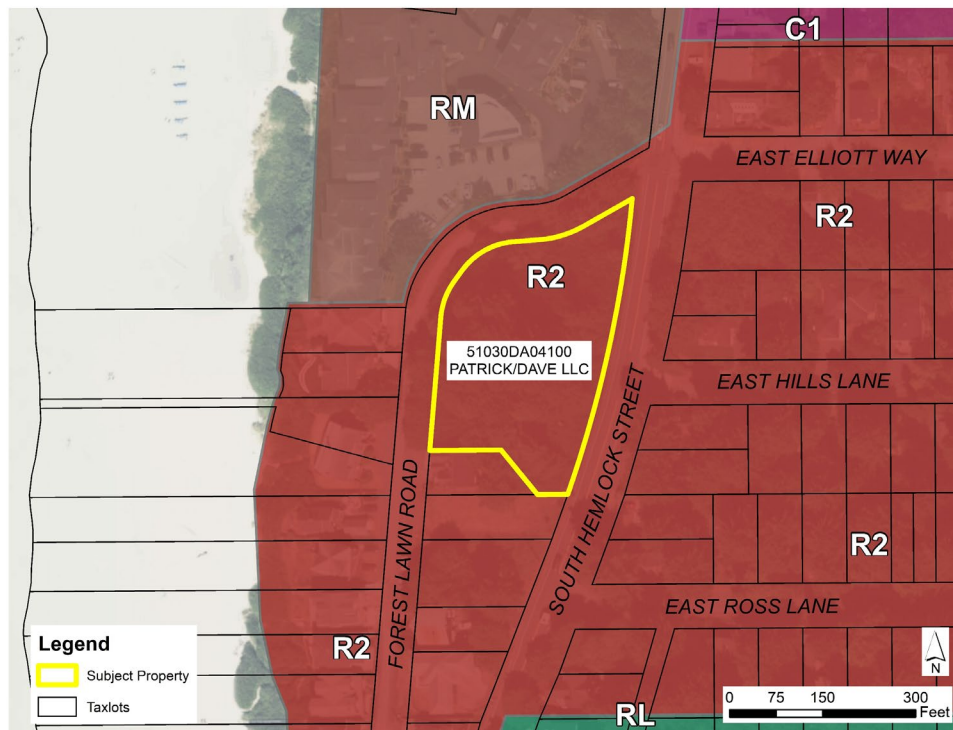 C1
RM
EAST ELLIOTT WAY
R2
R2
51030DA04100
PATRICK/DAVE LLC
EAST HILLS LANE
SOUTH HEMLOCK STREET
FOREST LAWN ROAD
R2
EAST ROSS LANE
R2
RL
Legend
Subject Property
Taxlots
N
0 75 150 300
Feet